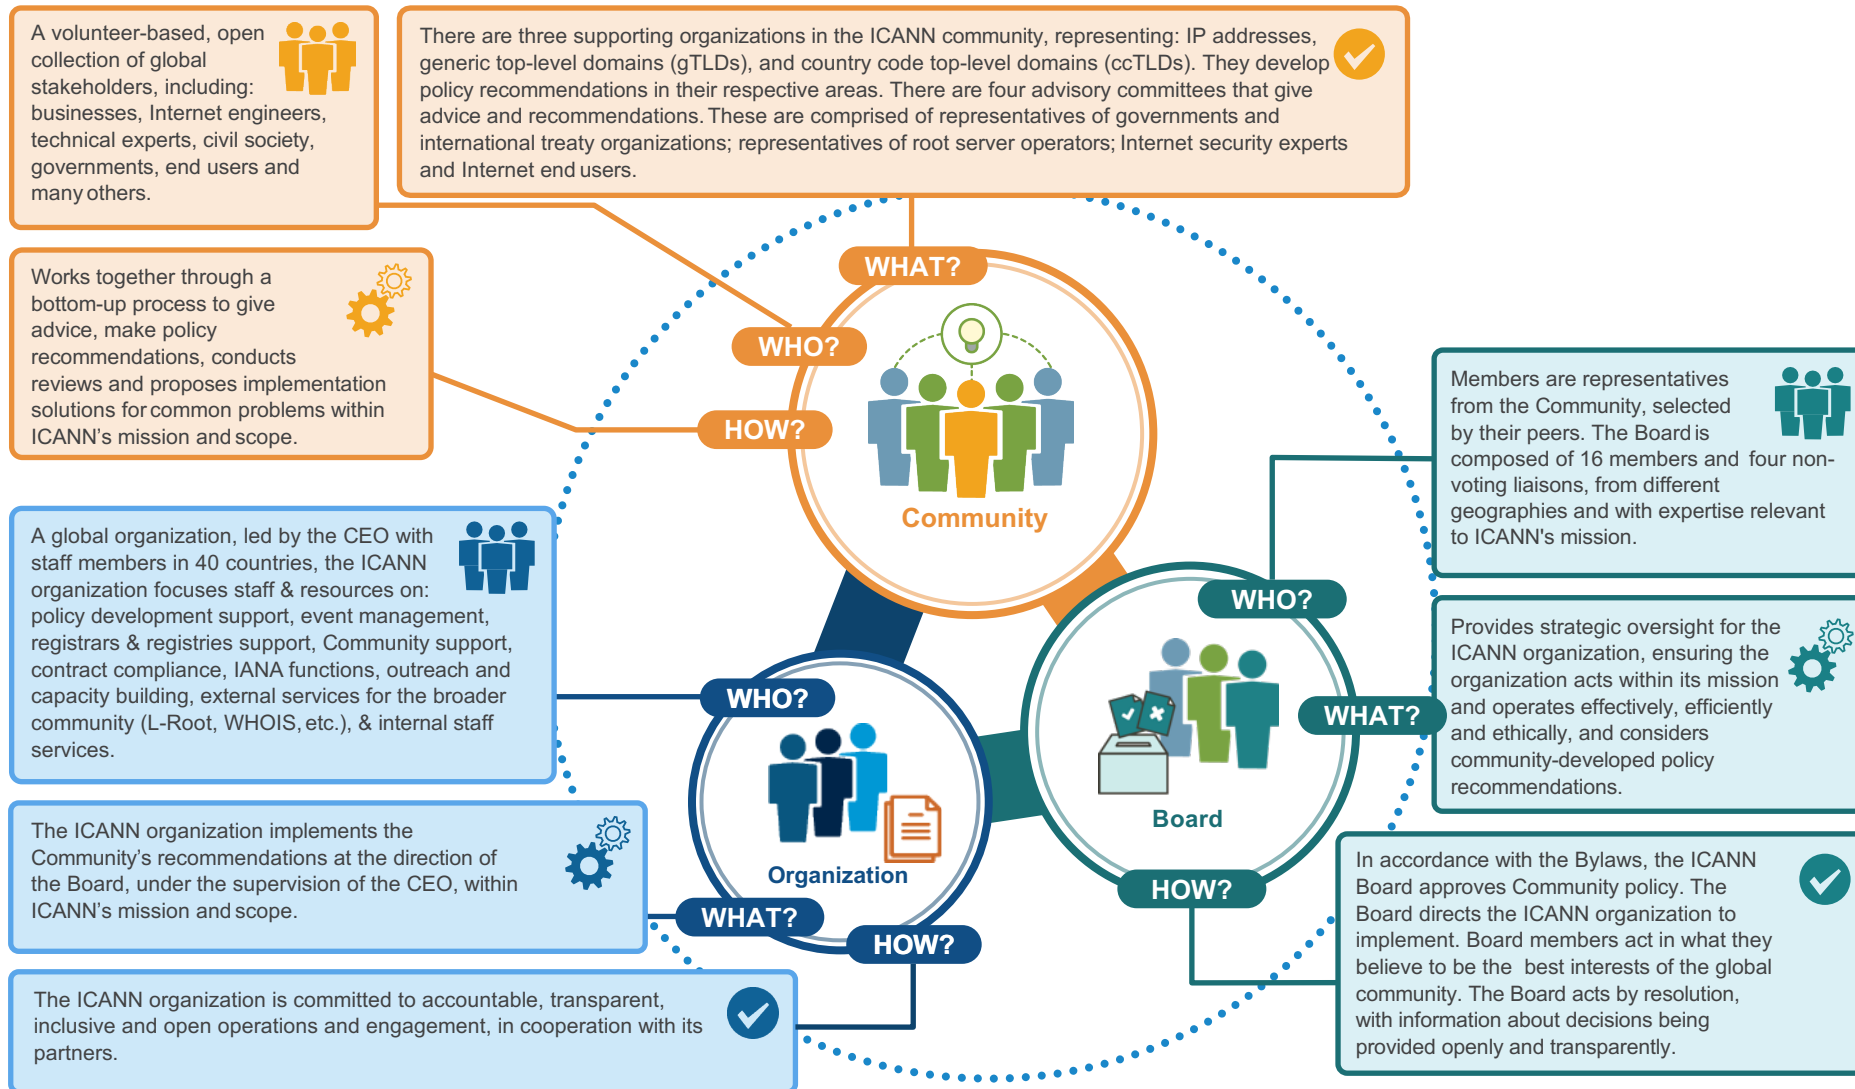 A volunteer-based, open
collection of global
stakeholders, including:
businesses, Internet engineers,
technical experts, civil society,
governments, end users and
many others.
There are three supporting organizations in the ICANN community, representing: IP addresses,
generic top-level domains (gTLDs), and country code top-level domains (ccTLDs). They develop
policy recommendations in their respective areas. There are four advisory committees that give
advice and recommendations. These are comprised of representatives of governments and
international treaty organizations; representatives of root server operators; Internet security experts
and Internet end users.
Works together through a
bottom-up process to give
advice, make policy
recommendations, conducts
reviews and proposes implementation
solutions for common problems within
ICANN's mission and scope.
WHAT?
WHO?
HOW?
Community
Members are representatives
from the Community, selected
by their peers. The Board is
composed of 16 members and four non-
voting liaisons, from different
geographies and with expertise relevant
to ICANN's mission.
A global organization, led by the CEO with
staff members in 40 countries, the ICANN
organization focuses staff & resources on:
policy development support, event management,
registrars & registries support, Community support,
contract compliance, IANA functions, outreach and
capacity building, external services for the broader
community (L-Root, WHOIS, etc.), & internal staff
services.
WHO?
Provides strategic oversight for the
ICANN organization, ensuring the
organization acts within its mission
and operates effectively, efficiently
and ethically, and considers
community-developed policy
recommendations.
WHO?
WHAT?
Board
The ICANN organization implements the
Community's recommendations at the direction of
the Board, under the supervision of the CEO, within
ICANN's mission and scope.
Organization
HOW?
WHAT?
HOW?
In accordance with the Bylaws, the ICANN
Board approves Community policy. The
Board directs the ICANN organization to
implement. Board members act in what they
believe to be the best interests of the global
community. The Board acts by resolution,
with information about decisions being
provided openly and transparently.
The ICANN organization is committed to accountable, transparent,
inclusive and open operations and engagement, in cooperation with its
partners.